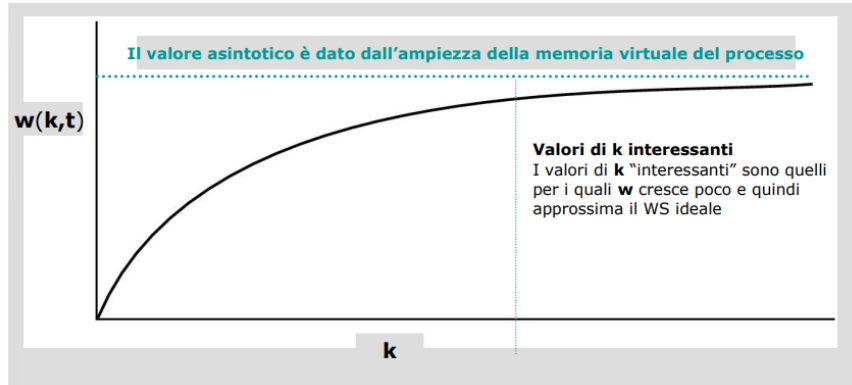 Il valore asintotico è dato dall'ampiezza della memoria virtuale del processo
w(k,t)
Valori di k interessanti
I valori di k "interessanti" sono quelli
per i quali w cresce poco e quindi
approssima il WS ideale
k